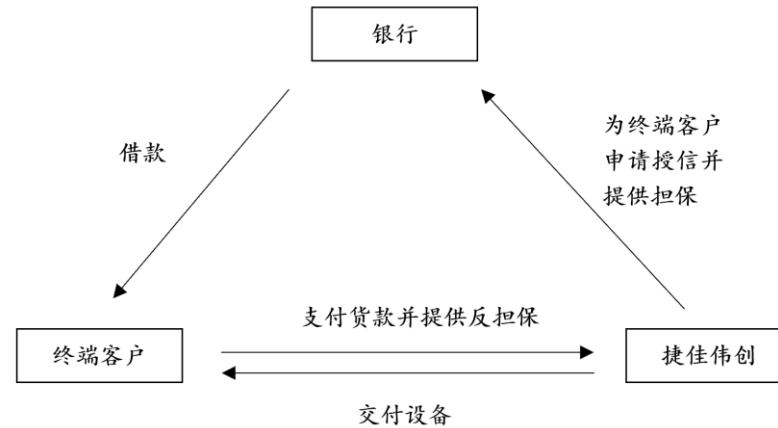 银行
借款
为终端客户
申请授信并
提供担保
支付货款并提供反担保
终端客户
捷佳伟创
交付设备